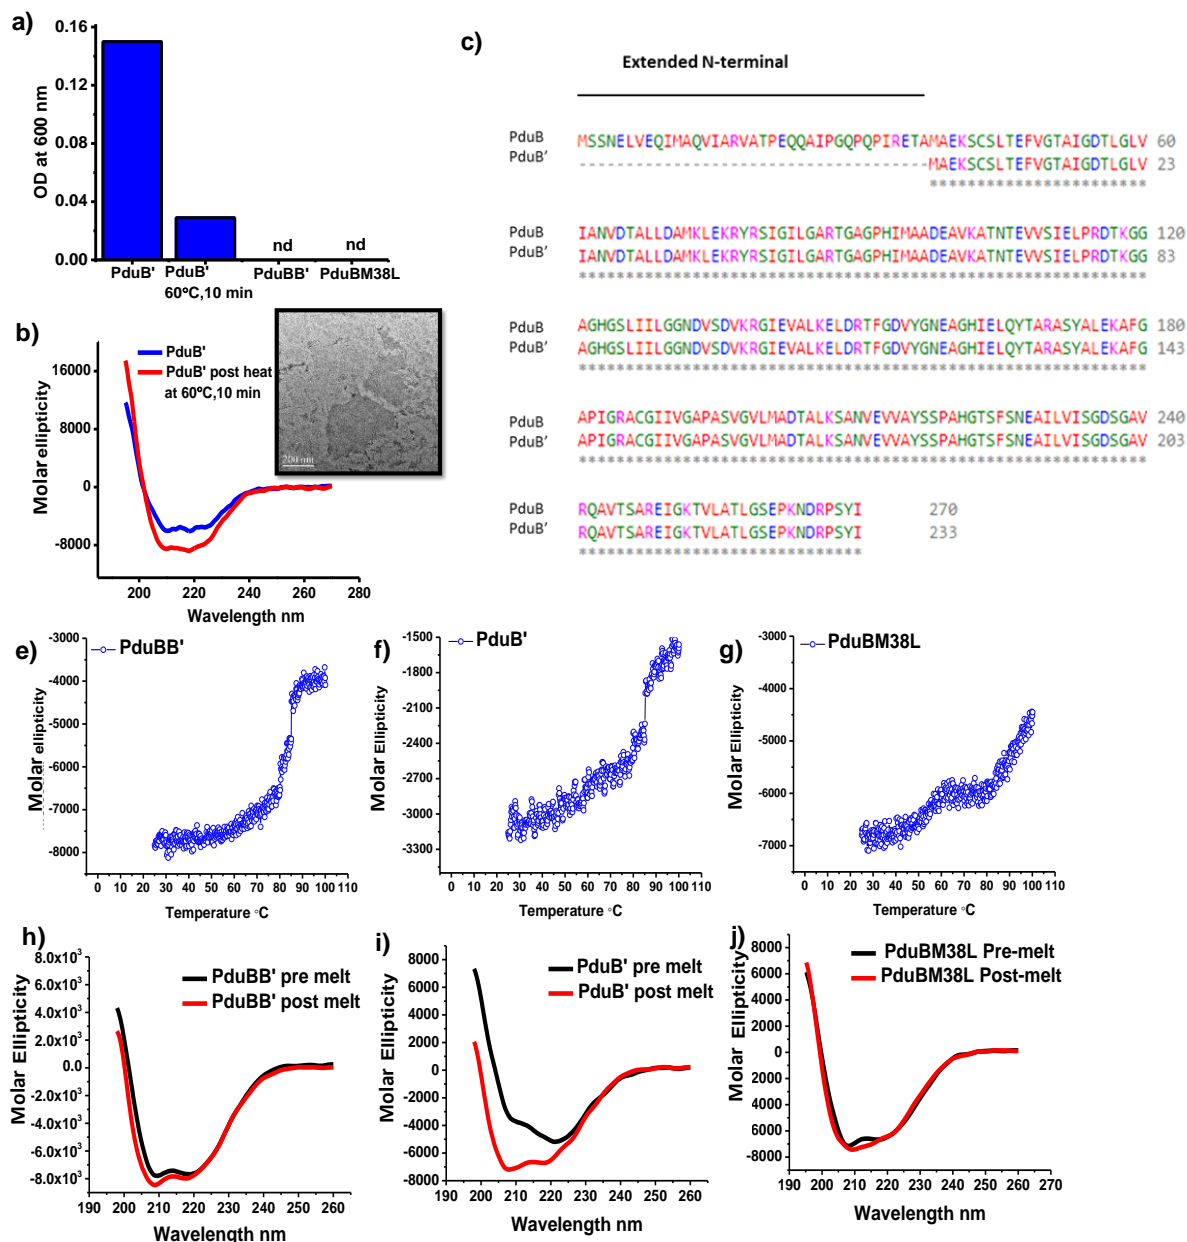 a)
0.16
0.12
0.08
0.04
0.00
OD at 600 nm
nd
nd
PduB' PduB' PduBB' PduBM38L
60ºC,10 min
b)
16000
8000
0
-8000
Molar ellipticity
PduB'
PduB' post heat
at 60ºC,10 min
200 nm
200 220 240 260 280
Wavelength nm
c)
Extended N-terminal
PduB MSSNELVEQIMAQVIARVATPEQQAIPGQPQPIRETAMAEKSCSLTEFVGTAIGDTLGLV 60
PduB' -------------------------------------MAEKSCSLTEFVGTAIGDTLGLV 23
***********************
PduB IANVDTALLDAMKLEKRYRSIGILGARTGAGPHIMAADEAVKATNTEVVSIELPRDTKGG 120
PduB' IANVDTALLDAMKLEKRYRSIGILGARTGAGPHIMAADEAVKATNTEVVSIELPRDTKGG 83
************************************************************
PduB AGHGSLIILGGNDVSDVKRGIEVALKELDRTFGDVYGNEAGHIELQYTARASYALEKAFG 180
PduB' AGHGSLIILGGNDVSDVKRGIEVALKELDRTFGDVYGNEAGHIELQYTARASYALEKAFG 143
************************************************************
PduB APIGRACGIIVGAPASVGVLMADTALKSANVEVVAYSSPAHGTSFSNEAILVISGDSGAV 240
PduB' APIGRACGIIVGAPASVGVLMADTALKSANVEVVAYSSPAHGTSFSNEAILVISGDSGAV 203
************************************************************
PduB RQAVTSAREIGKTVLATLGSEPKNDRPSYI 270
PduB' RQAVTSAREIGKTVLATLGSEPKNDRPSYI 233
******************************
e)
PduBB'
-3000
-4000
-5000
-6000
-7000
-8000
Molar ellipticity
0 10 20 30 40 50 60 70 80 90 100 110
Temperature °C
f)
PduB'
-1500
-1800
-2100
-2400
-2700
-3000
-3300
Molar Ellipticity
0 10 20 30 40 50 60 70 80 90 100 110
Temperature °C
g)
PduBM38L
-3000
-4000
-5000
-6000
-7000
Molar Ellipticity
0 10 20 30 40 50 60 70 80 90 100 110
Temperature °C
h)
8.0x10³
6.0x10³
4.0x10³
2.0x10³
0.0
-2.0x10³
-4.0x10³
-6.0x10³
-8.0x10³
Molar Ellipticity
PduBB' pre melt
PduBB' post melt
190 200 210 220 230 240 250 260
Wavelength nm
i)
8000
6000
4000
2000
0
-2000
-4000
-6000
-8000
Molar Ellipticity
PduB' pre melt
PduB' post melt
190 200 210 220 230 240 250 260
Wavelength nm
j)
8000
6000
4000
2000
0
2000
4000
6000
-8000
Molar Ellipticity
PduBM38L Pre-melt
PduBM38L Post-melt
190 200 210 220 230 240 250 260 270
Wavelength nm